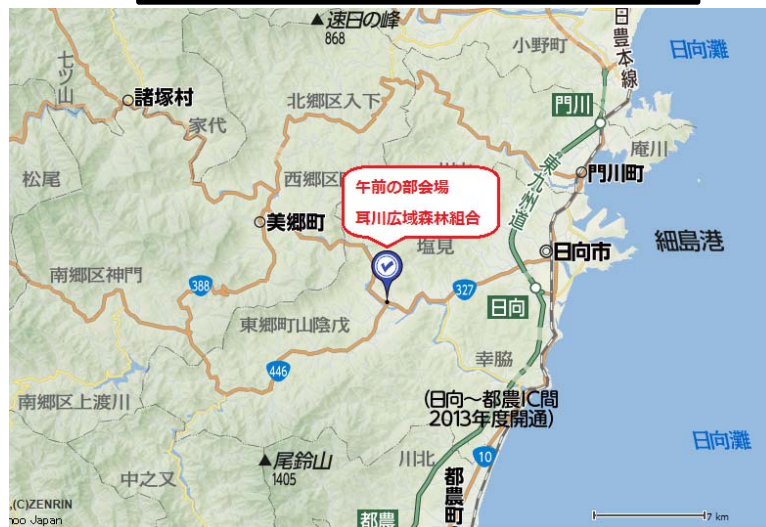 ▲速日の峰
868
小野町
日豊本線
日向灘
七ツ山
諸塚村
家代
北郷区入下
門川
庵川
松尾
西郷区
東九州道
門川町
午前の部会場
耳川広域森林組合
美郷町
塩見
日向市
細島港
南郷区神門
388
327
日向
東郷町山陰戊
446
幸脇
南郷区上渡川
(日向～都農IC間
2013年度開通)
▲尾鈴山
1405
川北
10
日向灘
中之又
都農町
都農
(C)ZENRIN
oo Japan
7 km